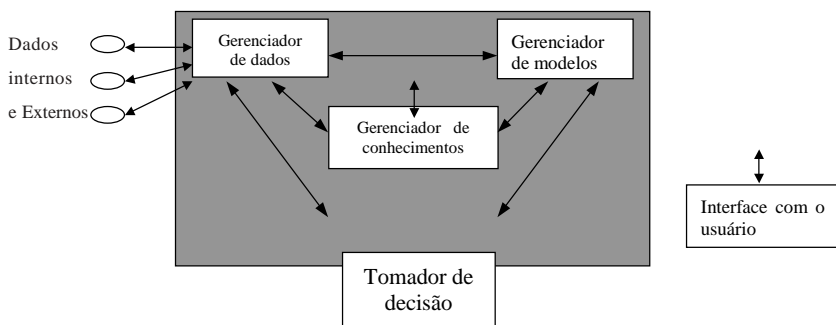 Dados
internos
e Externos
Gerenciador
de dados
Gerenciador
de modelos
Gerenciador de
conhecimentos
Interface com o
usuário
Tomador de
decisão